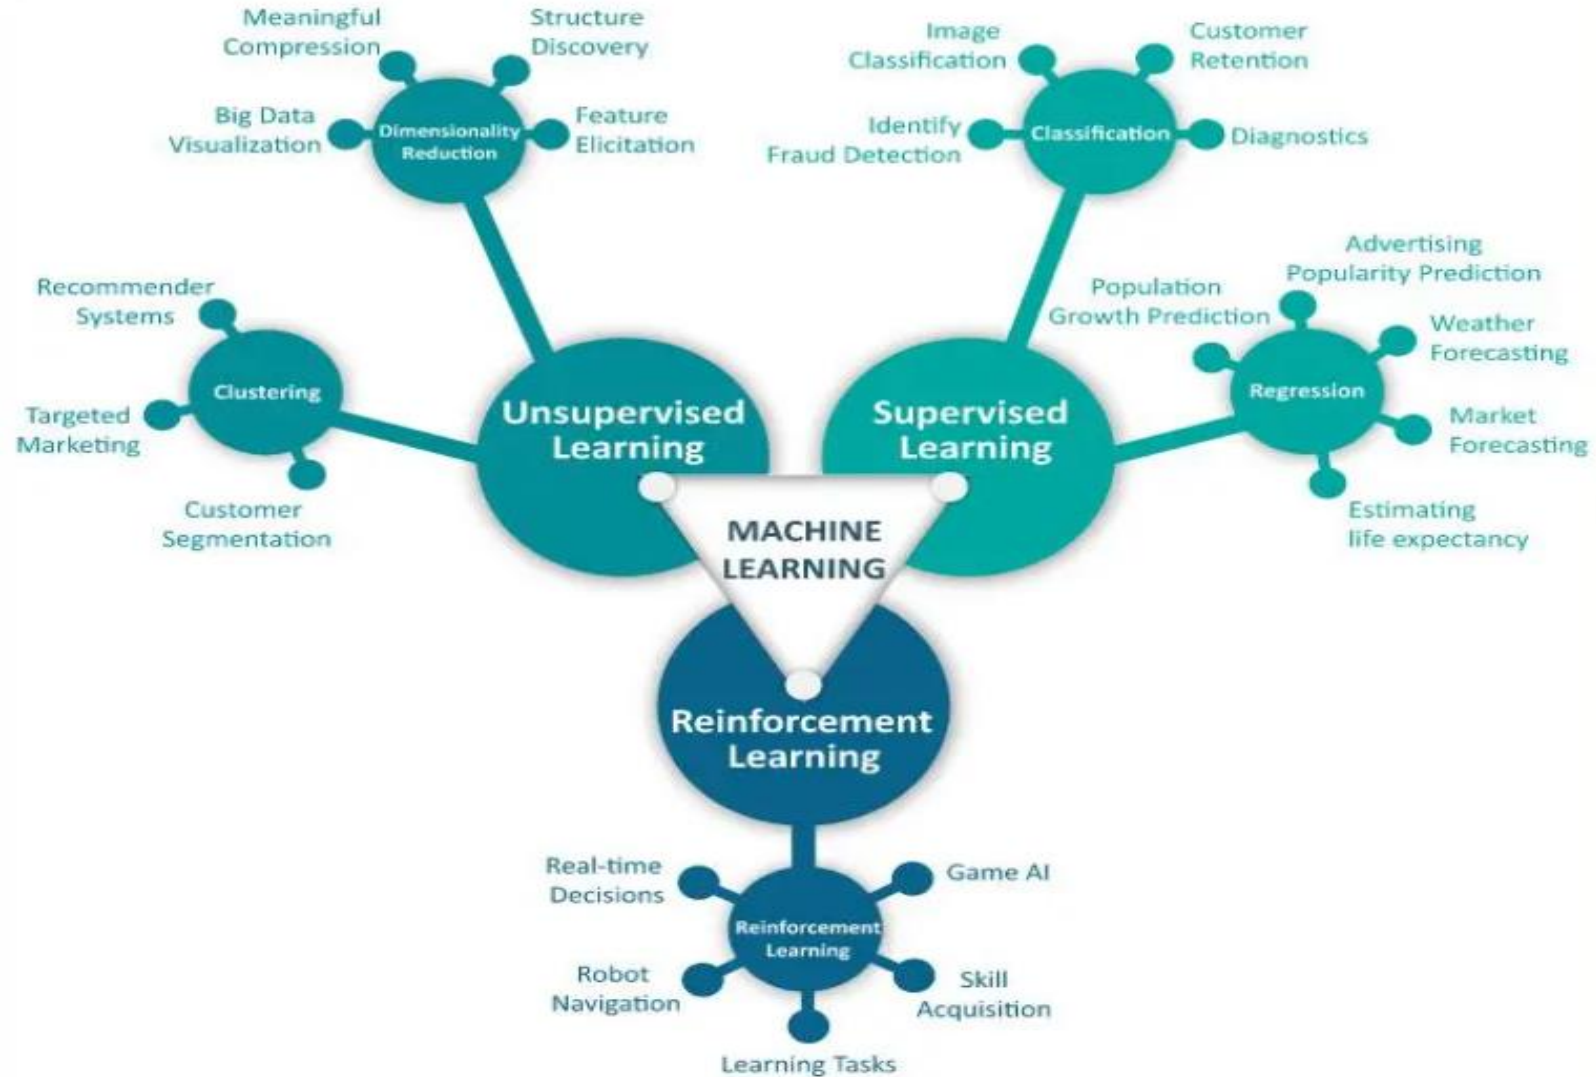 Meaningful
Compression
Structure
Discovery
Big Data
Visualization
Dimensionality
Reduction
Feature
Elicitation
Image
Classification
Customer
Retention
Identify
Fraud Detection
Classification
Diagnostics
Recommender
Systems
Clustering
Targeted
Marketing
Customer
Segmentation
Advertising
Popularity Prediction
Population
Growth Prediction
Weather
Forecasting
Regression
Market
Forecasting
Estimating
life expectancy
Unsupervised
Learning
Supervised
Learning
MACHINE
LEARNING
Reinforcement
Learning
Real-time
Decisions
Game AI
Reinforcement
Learning
Robot
Navigation
Skill
Acquisition
Learning Tasks